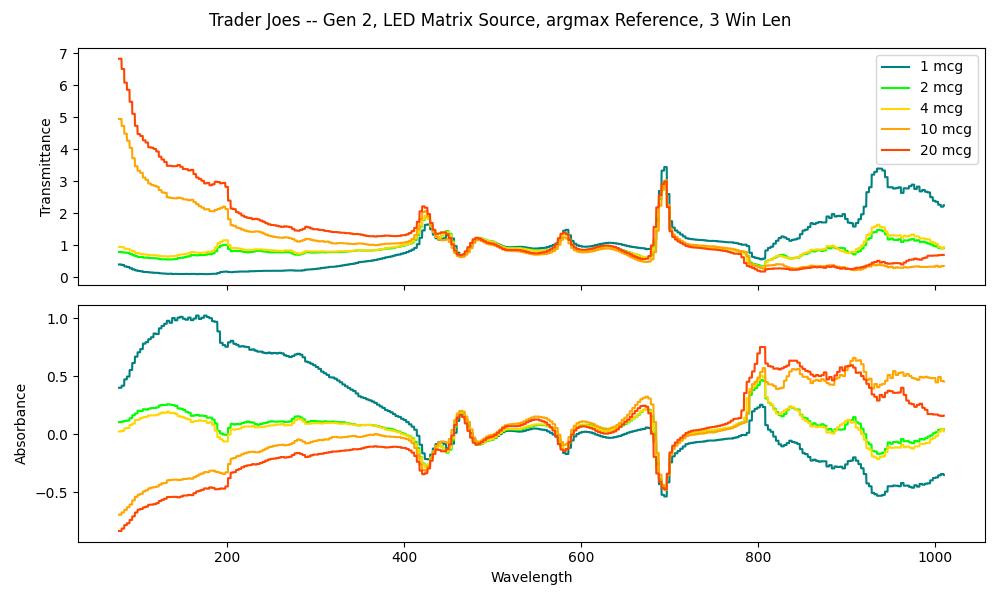 Trader Joes -- Gen 2, LED Matrix Source, argmax Reference, 3 Win Len
7
6
5
4
3
2
1
0
Transmittance
1 mcg
2 mcg
4 mcg
10 mcg
20 mcg
1.0
0.5
0.0
−0.5
Absorbance
200 400 600 800 1000
Wavelength